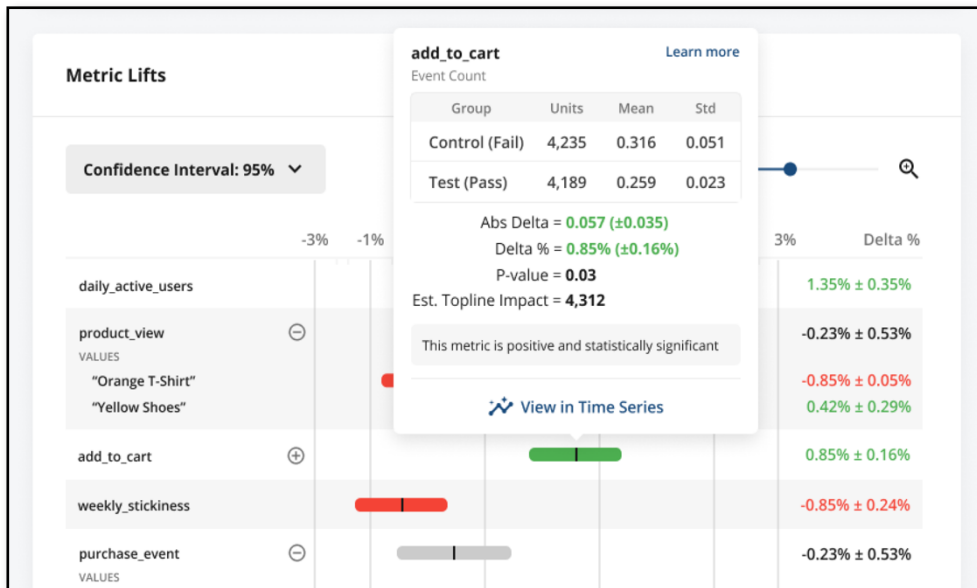 Metric Lifts
add_to_cart
Learn more
Event Count
Group Units Mean Std
Control (Fail) 4,235 0.316 0.051
Test (Pass) 4,189 0.259 0.023
Abs Delta = 0.057 (±0.035)
Delta % = 0.85% (±0.16%)
P-value = 0.03
Est. Topline Impact = 4,312
This metric is positive and statistically significant
View in Time Series
Confidence Interval: 95%
-3% -1% 3% Delta %
daily_active_users 1.35% ± 0.35%
product_view -0.23% ± 0.53%
VALUES
“Orange T-Shirt” -0.85% ± 0.05%
“Yellow Shoes” 0.42% ± 0.29%
add_to_cart 0.85% ± 0.16%
weekly_stickiness -0.85% ± 0.24%
purchase_event -0.23% ± 0.53%
VALUES